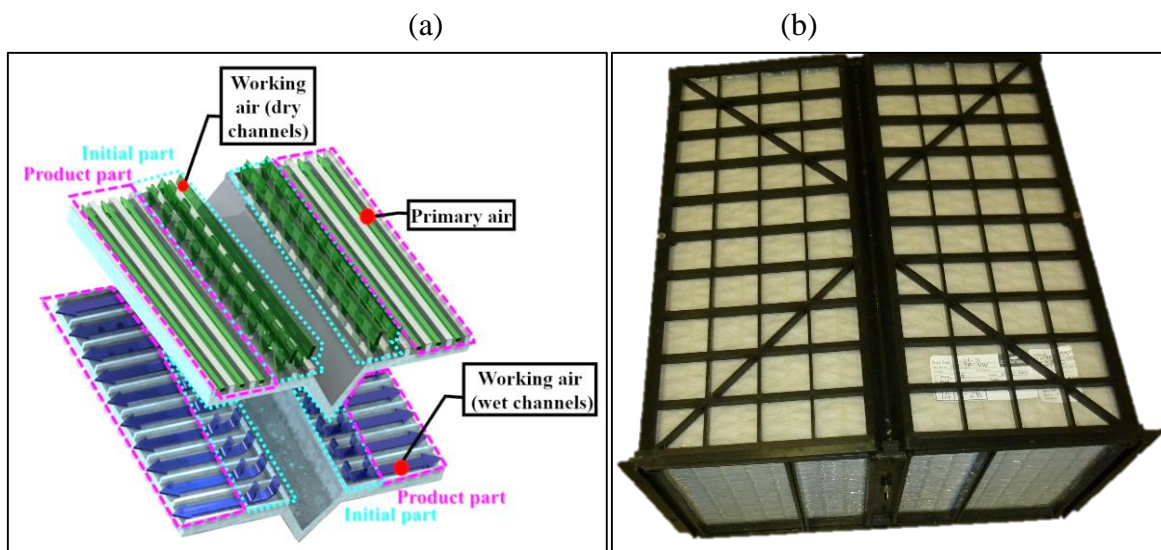 (a)
(b)
Working
air (dry
channels)
Initial part
Product part
Primary air
Working air
(wet channels)
Product part
Initial part